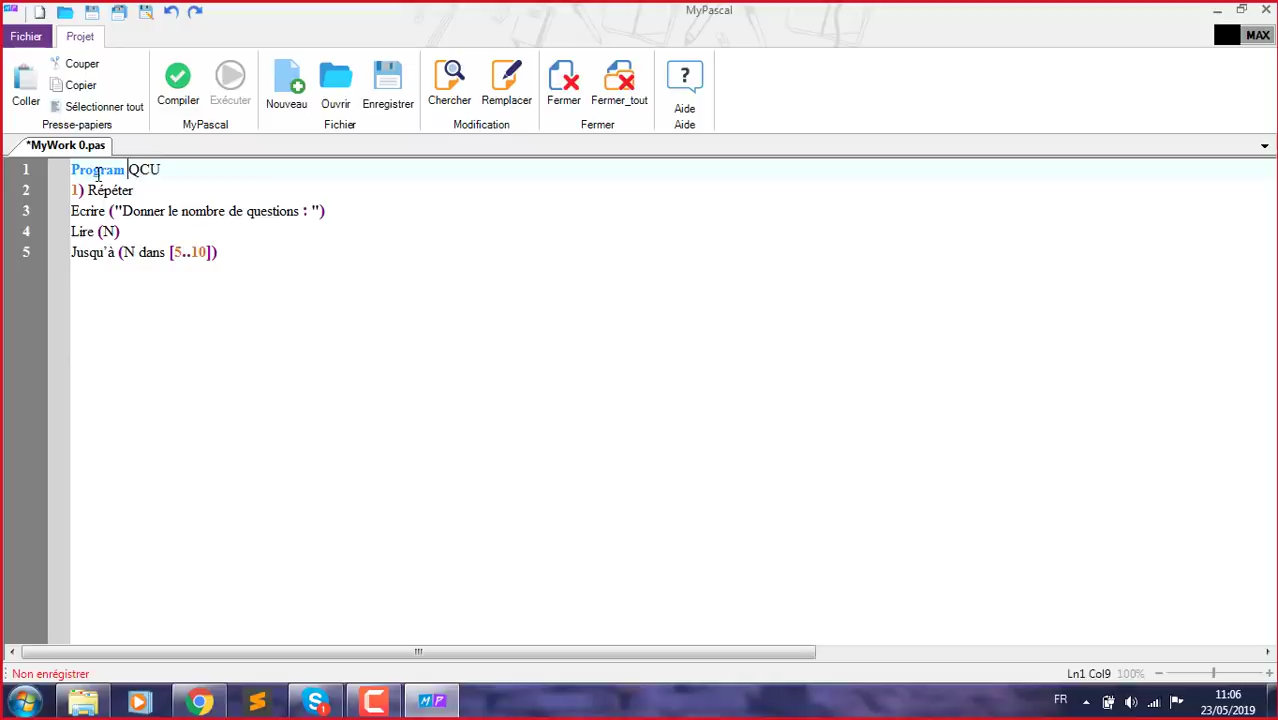 MyPascal
Fichier
Projet
MAX
Coller
Couper
Copier
Sélectionner tout
Presse-papiers
Compiler
Exécuter
MyPascal
Nouveau
Ouvrir
Enregistrer
Fichier
Chercher
Remplacer
Modification
Fermer
Fermer_tout
Fermer
Aide
Aide
*MyWork 0.pas
1 Program QCU
2 1) Répéter
3 Ecrire ("Donner le nombre de questions : ")
4 Lire (N)
5 Jusqu'à (N dans [5..10])
Non enrégistrer
Ln1 Col9 100%
FR
11:06
23/05/2019